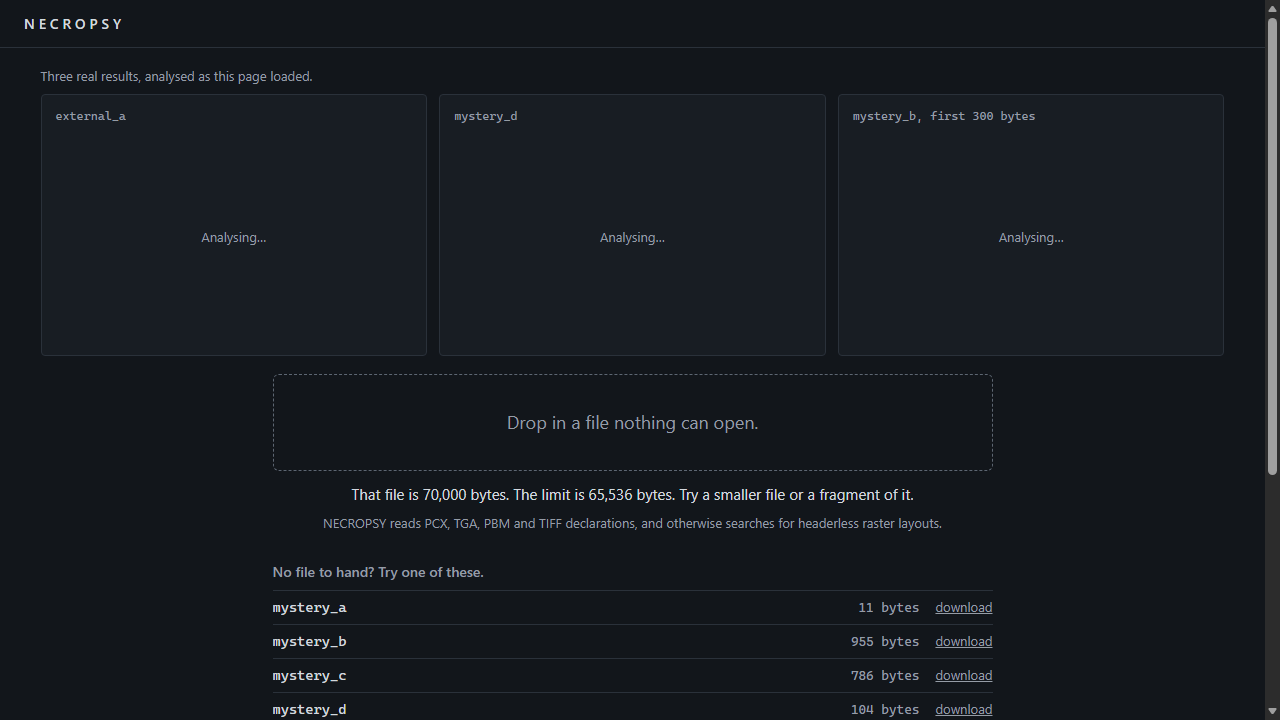 NECROPSY
Three real results, analysed as this page loaded.
external_a
mystery_d
mystery_b, first 300 bytes
Analysing...
Analysing...
Analysing...
Drop in a file nothing can open.
That file is 70,000 bytes. The limit is 65,536 bytes. Try a smaller file or a fragment of it.
NECROPSY reads PCX, TGA, PBM and TIFF declarations, and otherwise searches for headerless raster layouts.
No file to hand? Try one of these.
mystery_a 11 bytes download
mystery_b 955 bytes download
mystery_c 786 bytes download
mystery_d 104 bytes download